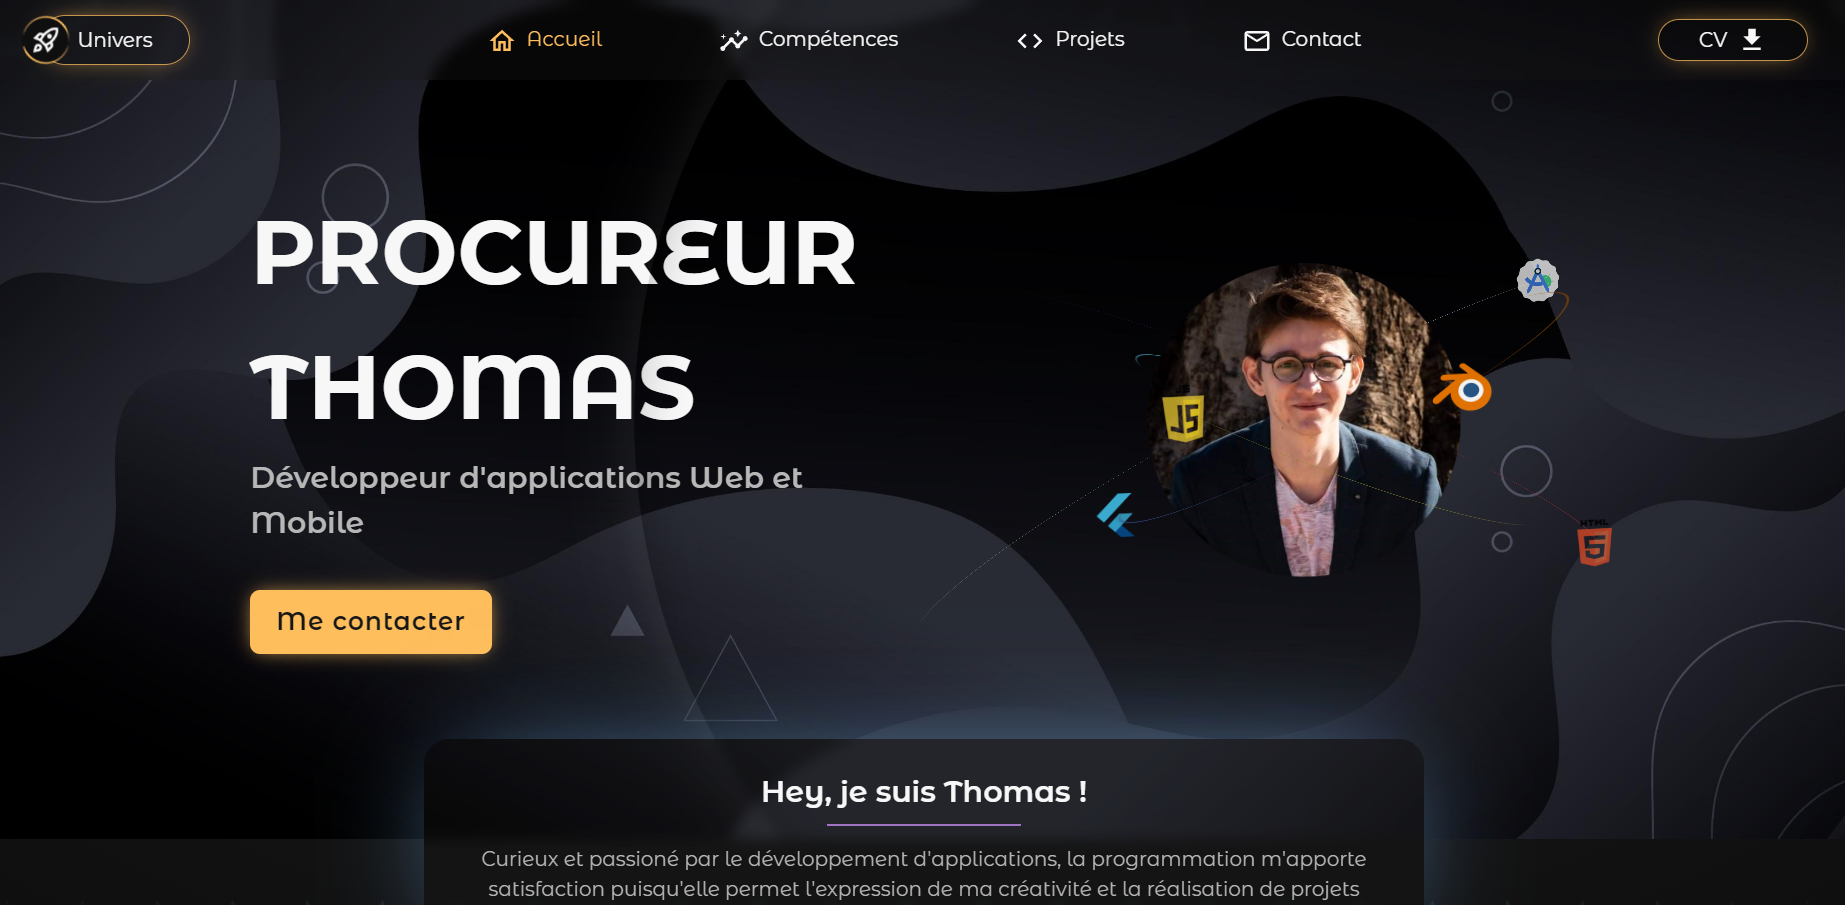 Univers
Accueil
Compétences
Projets
Contact
CV
PROCUREUR
THOMAS
Développeur d'applications Web et
Mobile
Me contacter
JS
HTML
5
Hey, je suis Thomas !
Curieux et passioné par le développement d'applications, la programmation m'apporte
satisfaction puisqu'elle permet l'expression de ma créativité et la réalisation de projets